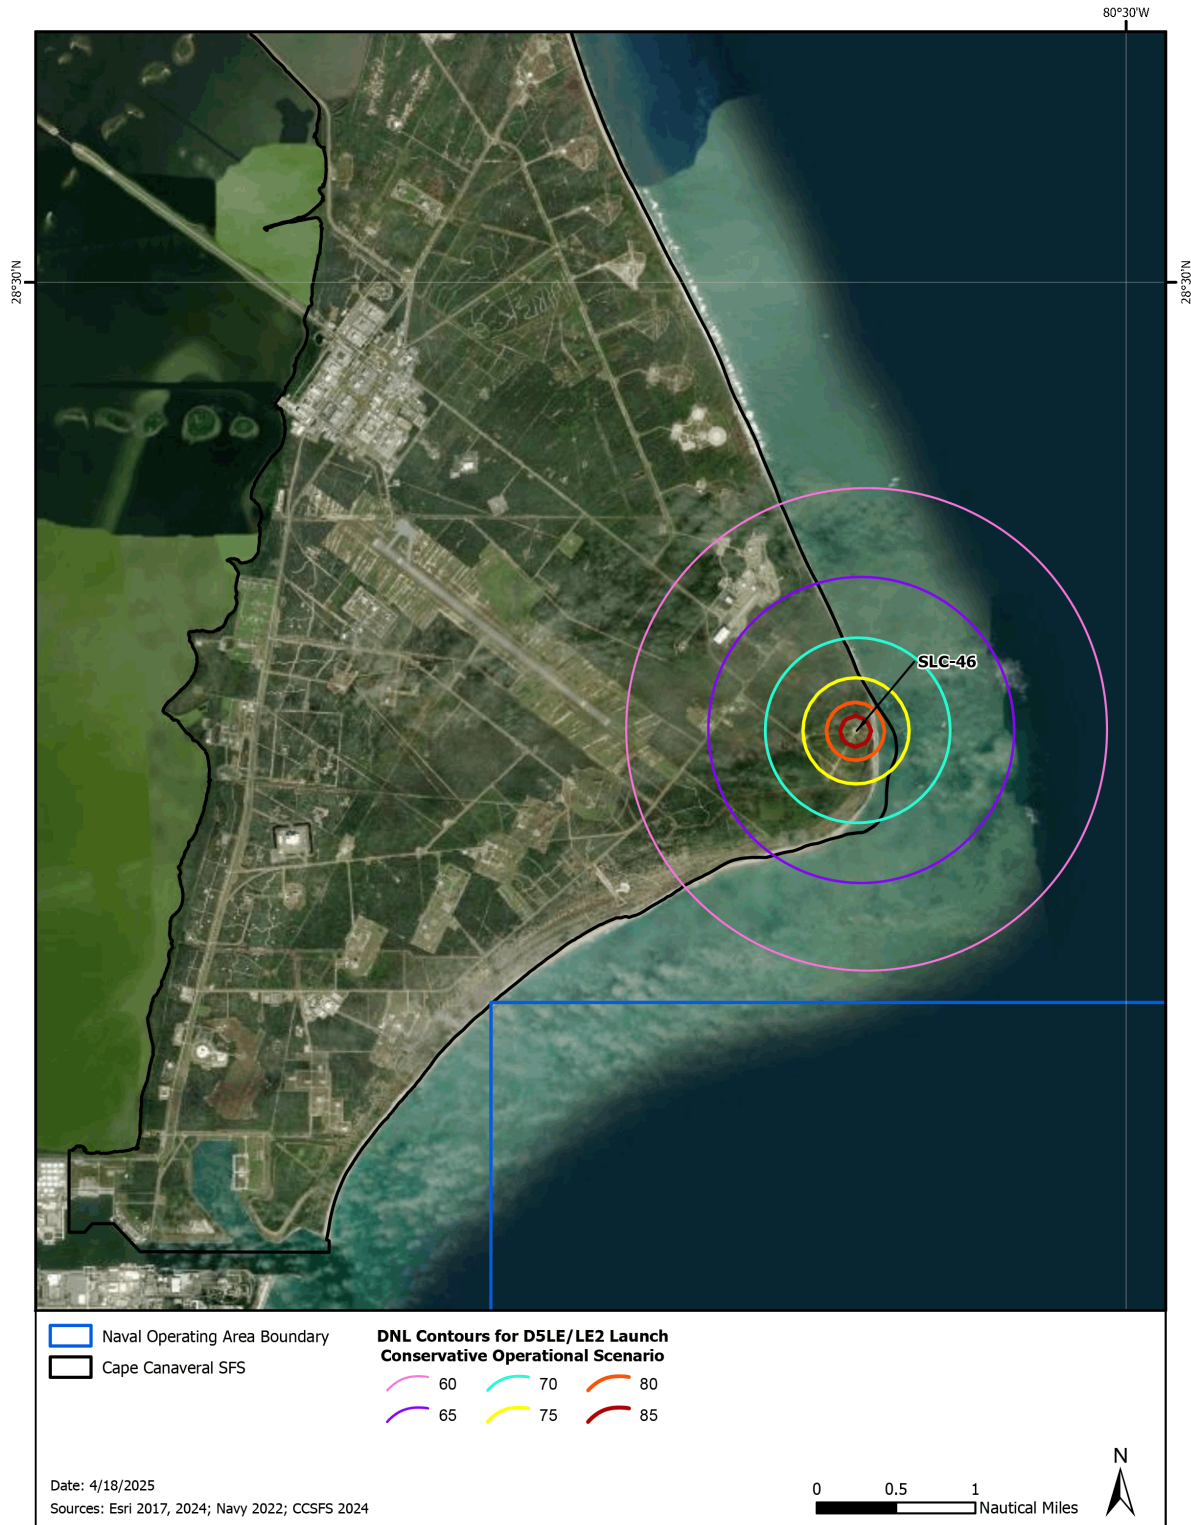 80°30'W
28°30'N
28°30'N
SLC-46
Naval Operating Area Boundary
Cape Canaveral SFS
DNL Contours for D5LE/LE2 Launch
Conservative Operational Scenario
60
70
80
65
75
85
Date: 4/18/2025
Sources: Esri 2017, 2024; Navy 2022; CCSFS 2024
0 0.5 1
Nautical Miles
N